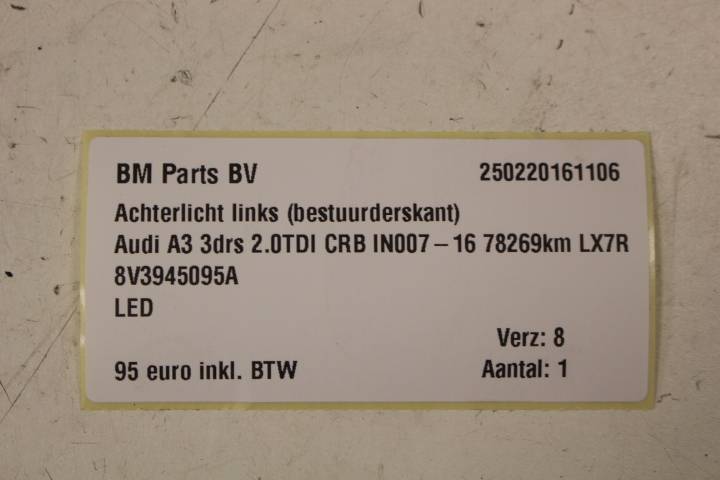 BM Parts BV 250220161106
Achterlicht links (bestuurderskant)
Audi A3 3drs 2.0TDI CRB IN007-16 78269km LX7R
8V3945095A
LED
Verz: 8
95 euro inkl. BTW Aantal: 1